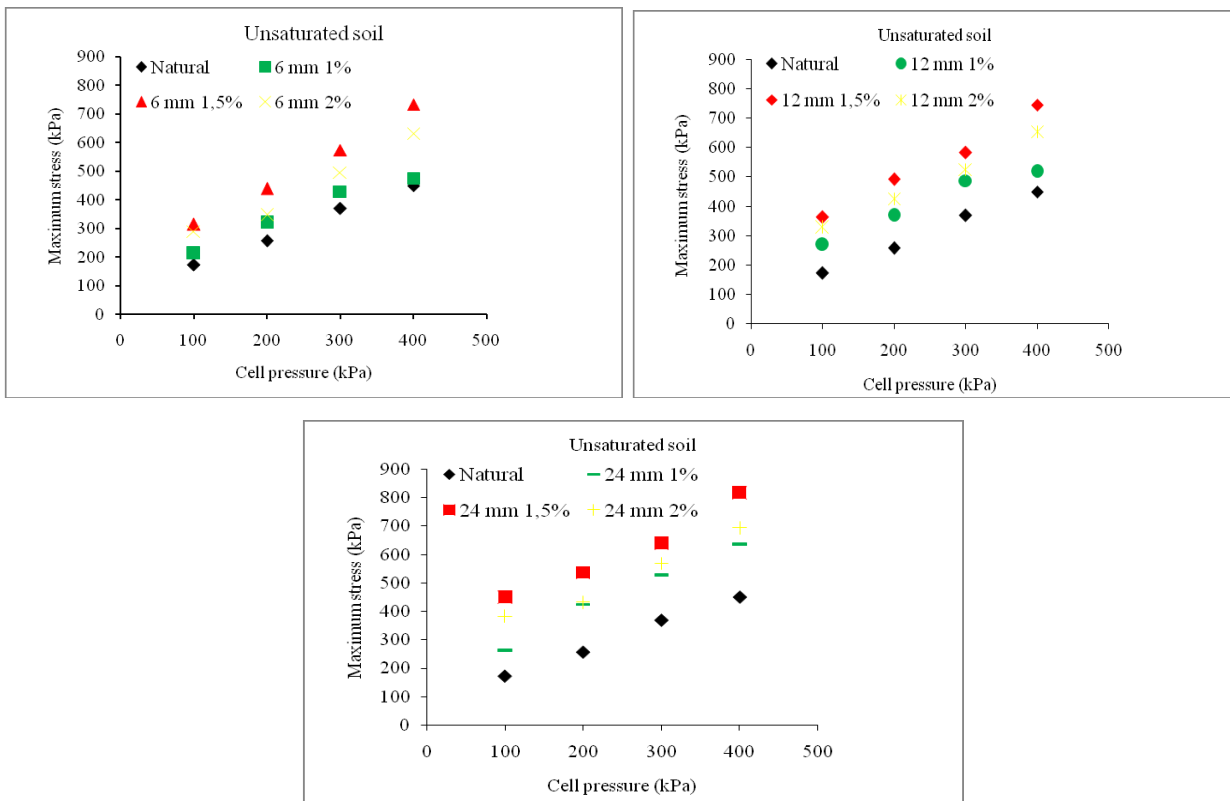 Unsaturated soil
Natural 6 mm 1%
6 mm 1,5% 6 mm 2%
Maximum stress (kPa)
900
800
700
600
500
400
300
200
100
0
0 100 200 300 400 500
Cell pressure (kPa)
Unsaturated soil
Natural 12 mm 1%
12 mm 1,5% 12 mm 2%
Maximum stress (kPa)
900
800
700
600
500
400
300
200
100
0
0 100 200 300 400 500
Cell pressure (kPa)
Unsaturated soil
Natural 24 mm 1%
24 mm 1,5% 24 mm 2%
Maximum stress (kPa)
900
800
700
600
500
400
300
200
100
0
0 100 200 300 400 500
Cell pressure (kPa)